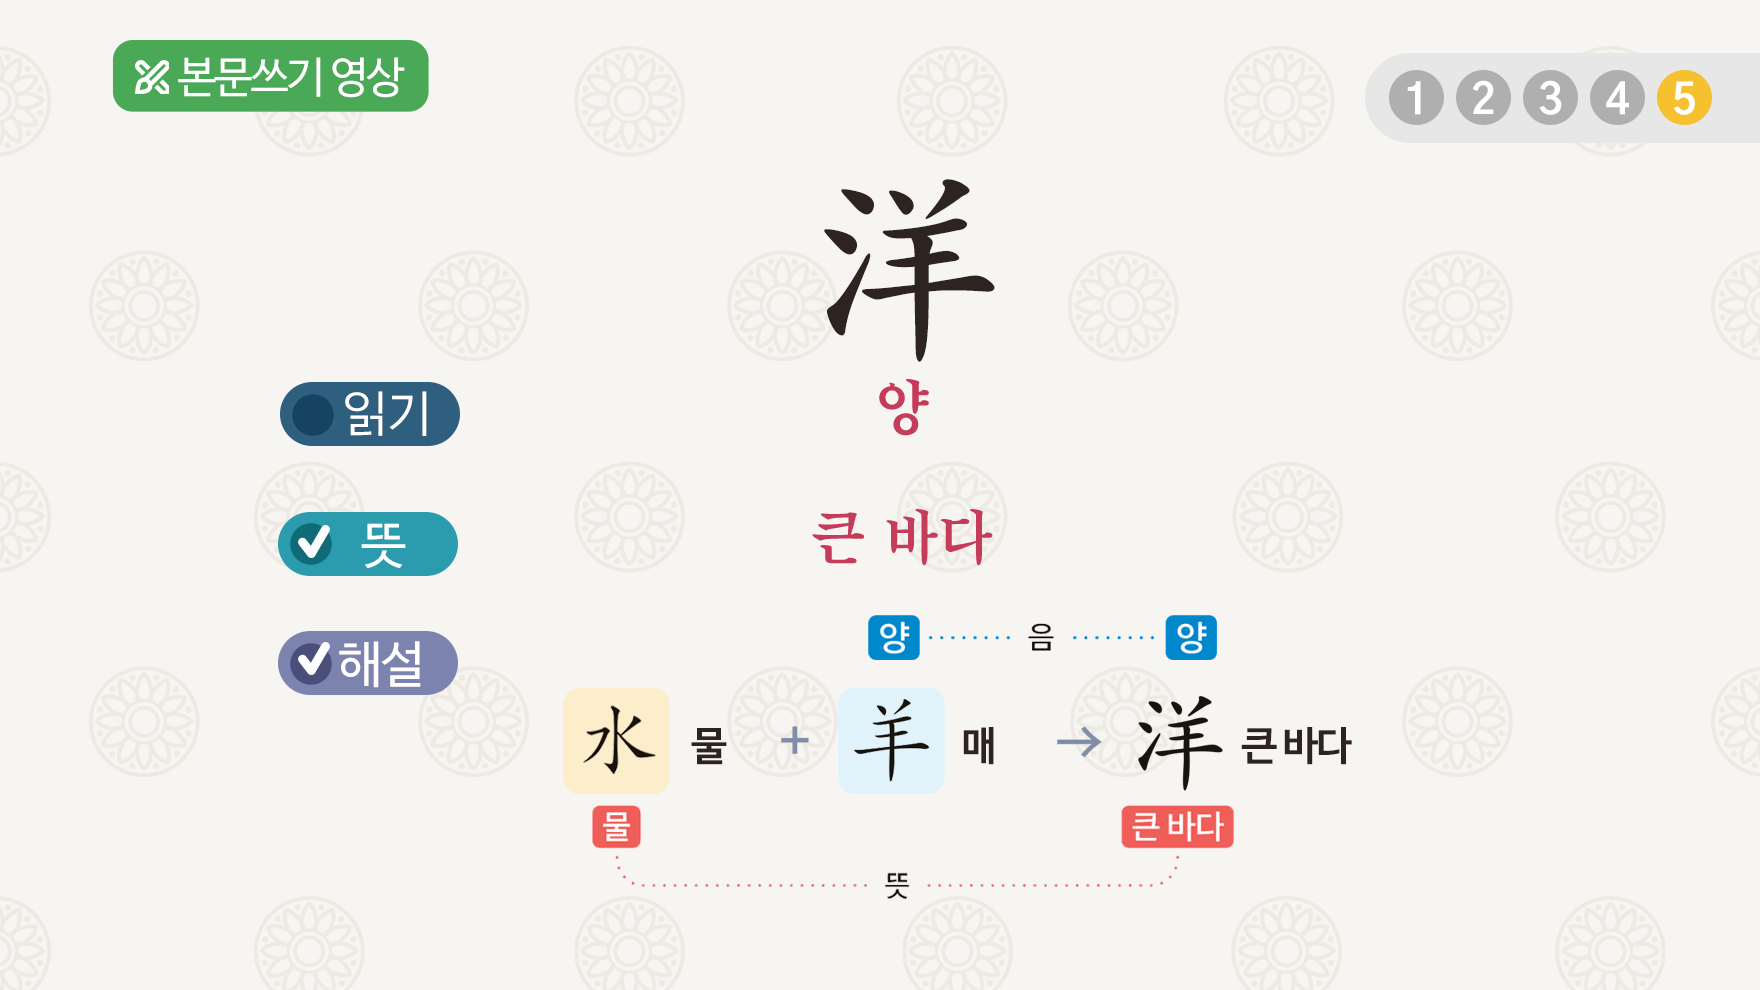 본문쓰기 영상
1 2 3 4 5
洋
읽기
양
뜻
큰 바다
해설
양 음 양
水 물 + 羊 매 → 洋 큰 바다
물 큰 바다
뜻